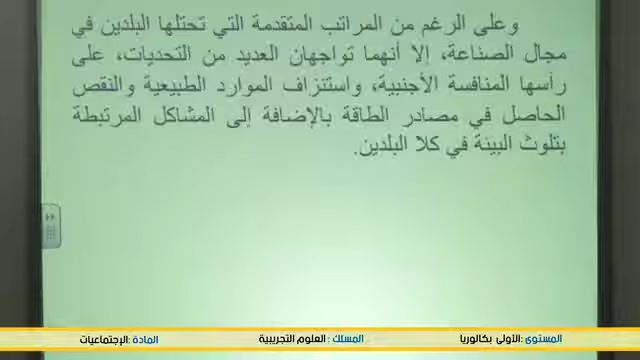 وعلى الرغم من المراتب المتقدمة التي تحتلها البلدين في
مجال الصناعة، إلا أنهما تواجهان العديد من التحديات، على
رأسها المنافسة الأجنبية، واستنزاف الموارد الطبيعية والنقص
الحاصل في مصادر الطاقة بالإضافة إلى المشاكل المرتبطة
بتلوث البيئة في كلا البلدين.
المستوى :الأولى بكالوريا المسلك : العلوم التجريبية المادة :الإجتماعيات